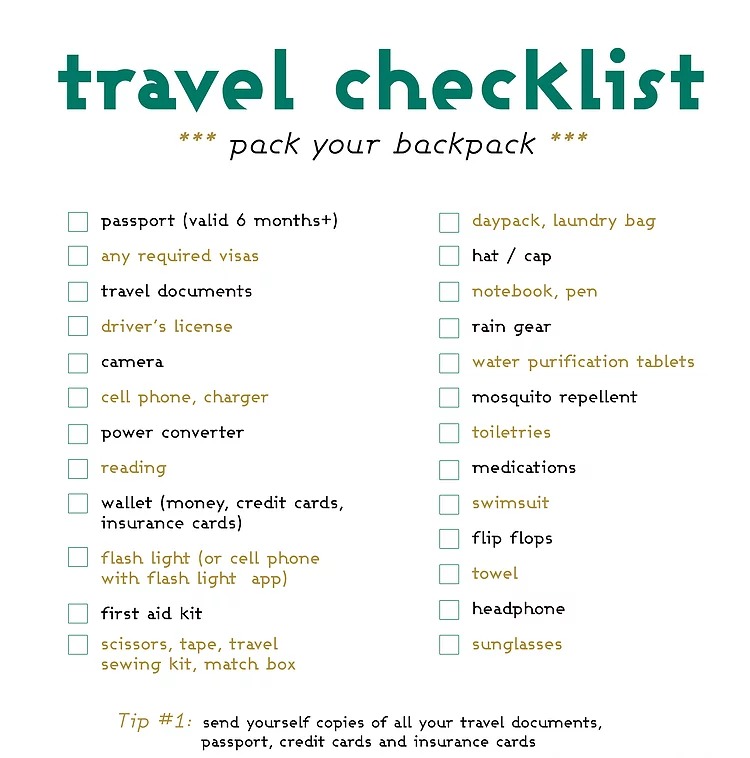 travel checklist
*** pack your backpack ***
passport (valid 6 months+)
any required visas
travel documents
driver's license
camera
cell phone, charger
power converter
reading
wallet (money, credit cards,
insurance cards)
flash light (or cell phone
with flash light app)
first aid kit
scissors, tape, travel
sewing kit, match box
daypack, laundry bag
hat / cap
notebook, pen
rain gear
water purification tablets
mosquito repellent
toiletries
medications
swimsuit
flip flops
towel
headphone
sunglasses
Tip #1: send yourself copies of all your travel documents,
passport, credit cards and insurance cards